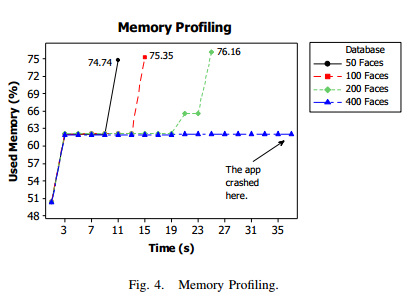 Memory Profiling
Used Memory (%)
75
72
69
66
63
60
57
54
51
48
74.74
75.35
76.16
The app
crashed
here.
3 7 11 15 19 23 27 31 35
Time (s)
Database
50 Faces
100 Faces
200 Faces
400 Faces
Fig. 4. Memory Profiling.